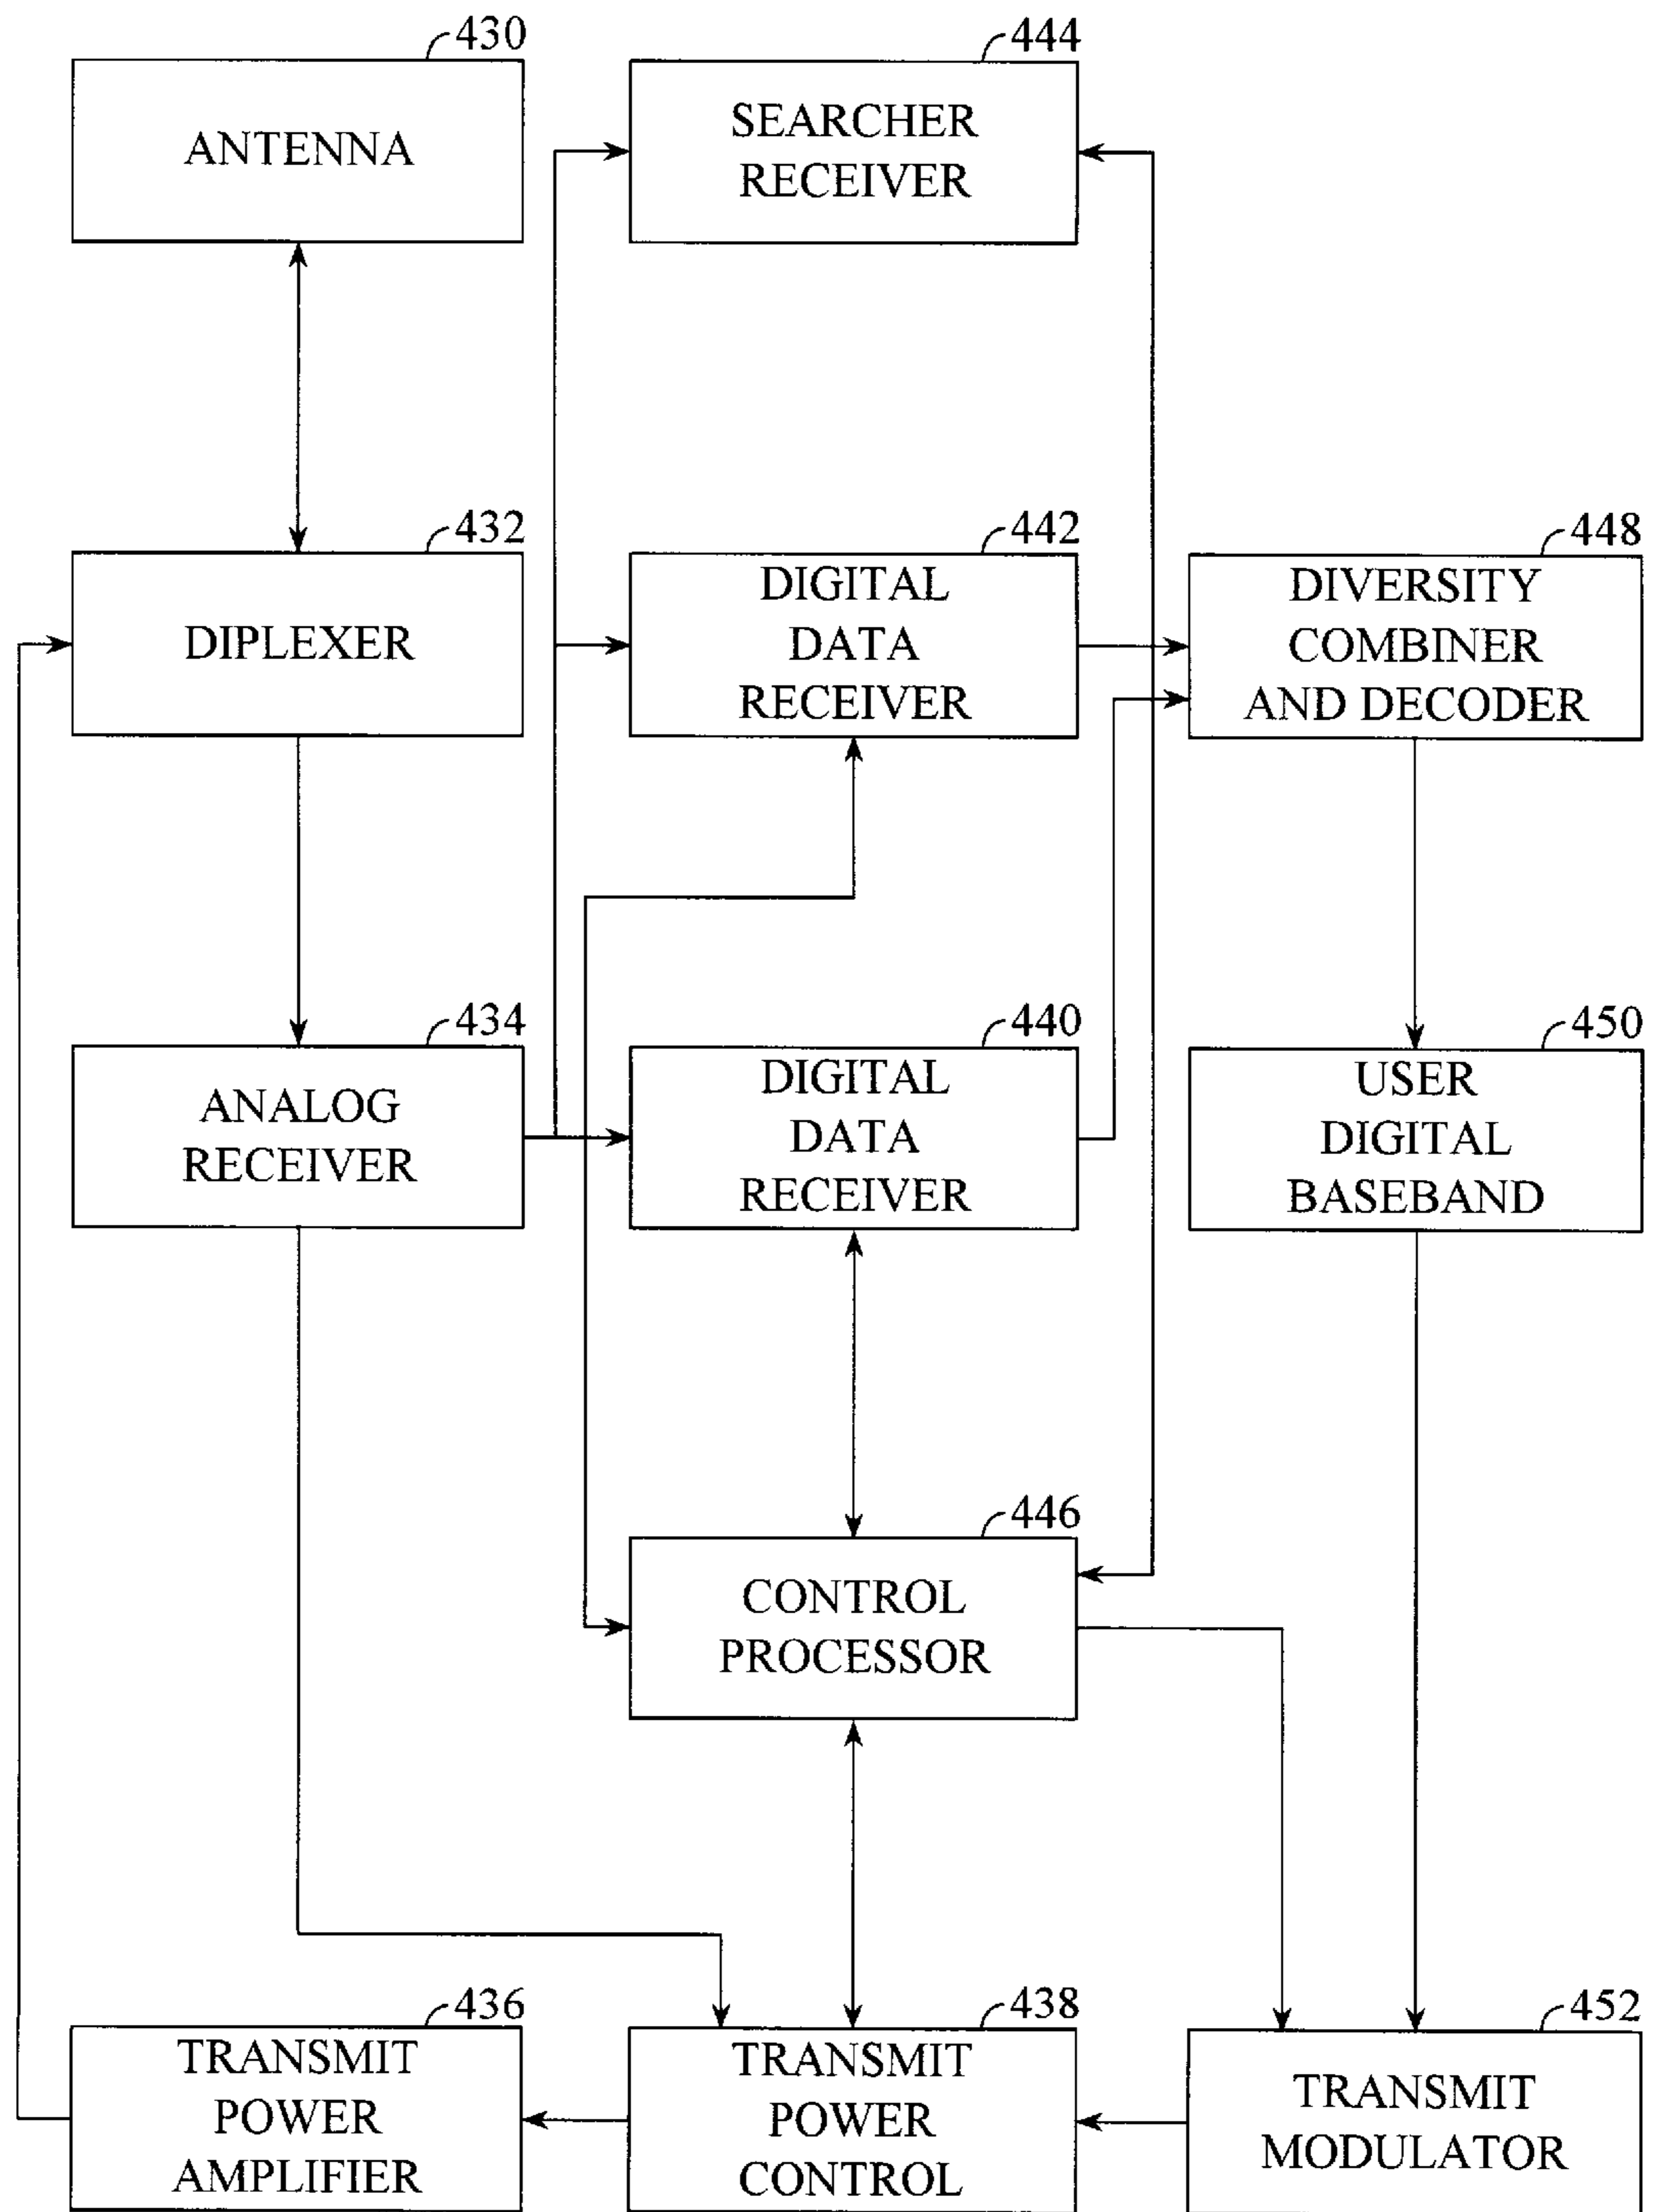 430
ANTENNA
444
SEARCHER
RECEIVER
432
DIPLEXER
442
DIGITAL
DATA
RECEIVER
448
DIVERSITY
COMBINER
AND DECODER
434
ANALOG
RECEIVER
440
DIGITAL
DATA
RECEIVER
450
USER
DIGITAL
BASEBAND
446
CONTROL
PROCESSOR
436
TRANSMIT
POWER
AMPLIFIER
438
TRANSMIT
POWER
CONTROL
452
TRANSMIT
MODULATOR